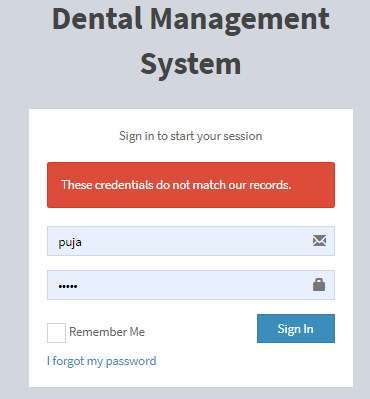 Dental Management
System
Sign in to start your session
These credentials do not match our records.
puja
•••••
Remember Me
Sign In
I forgot my password